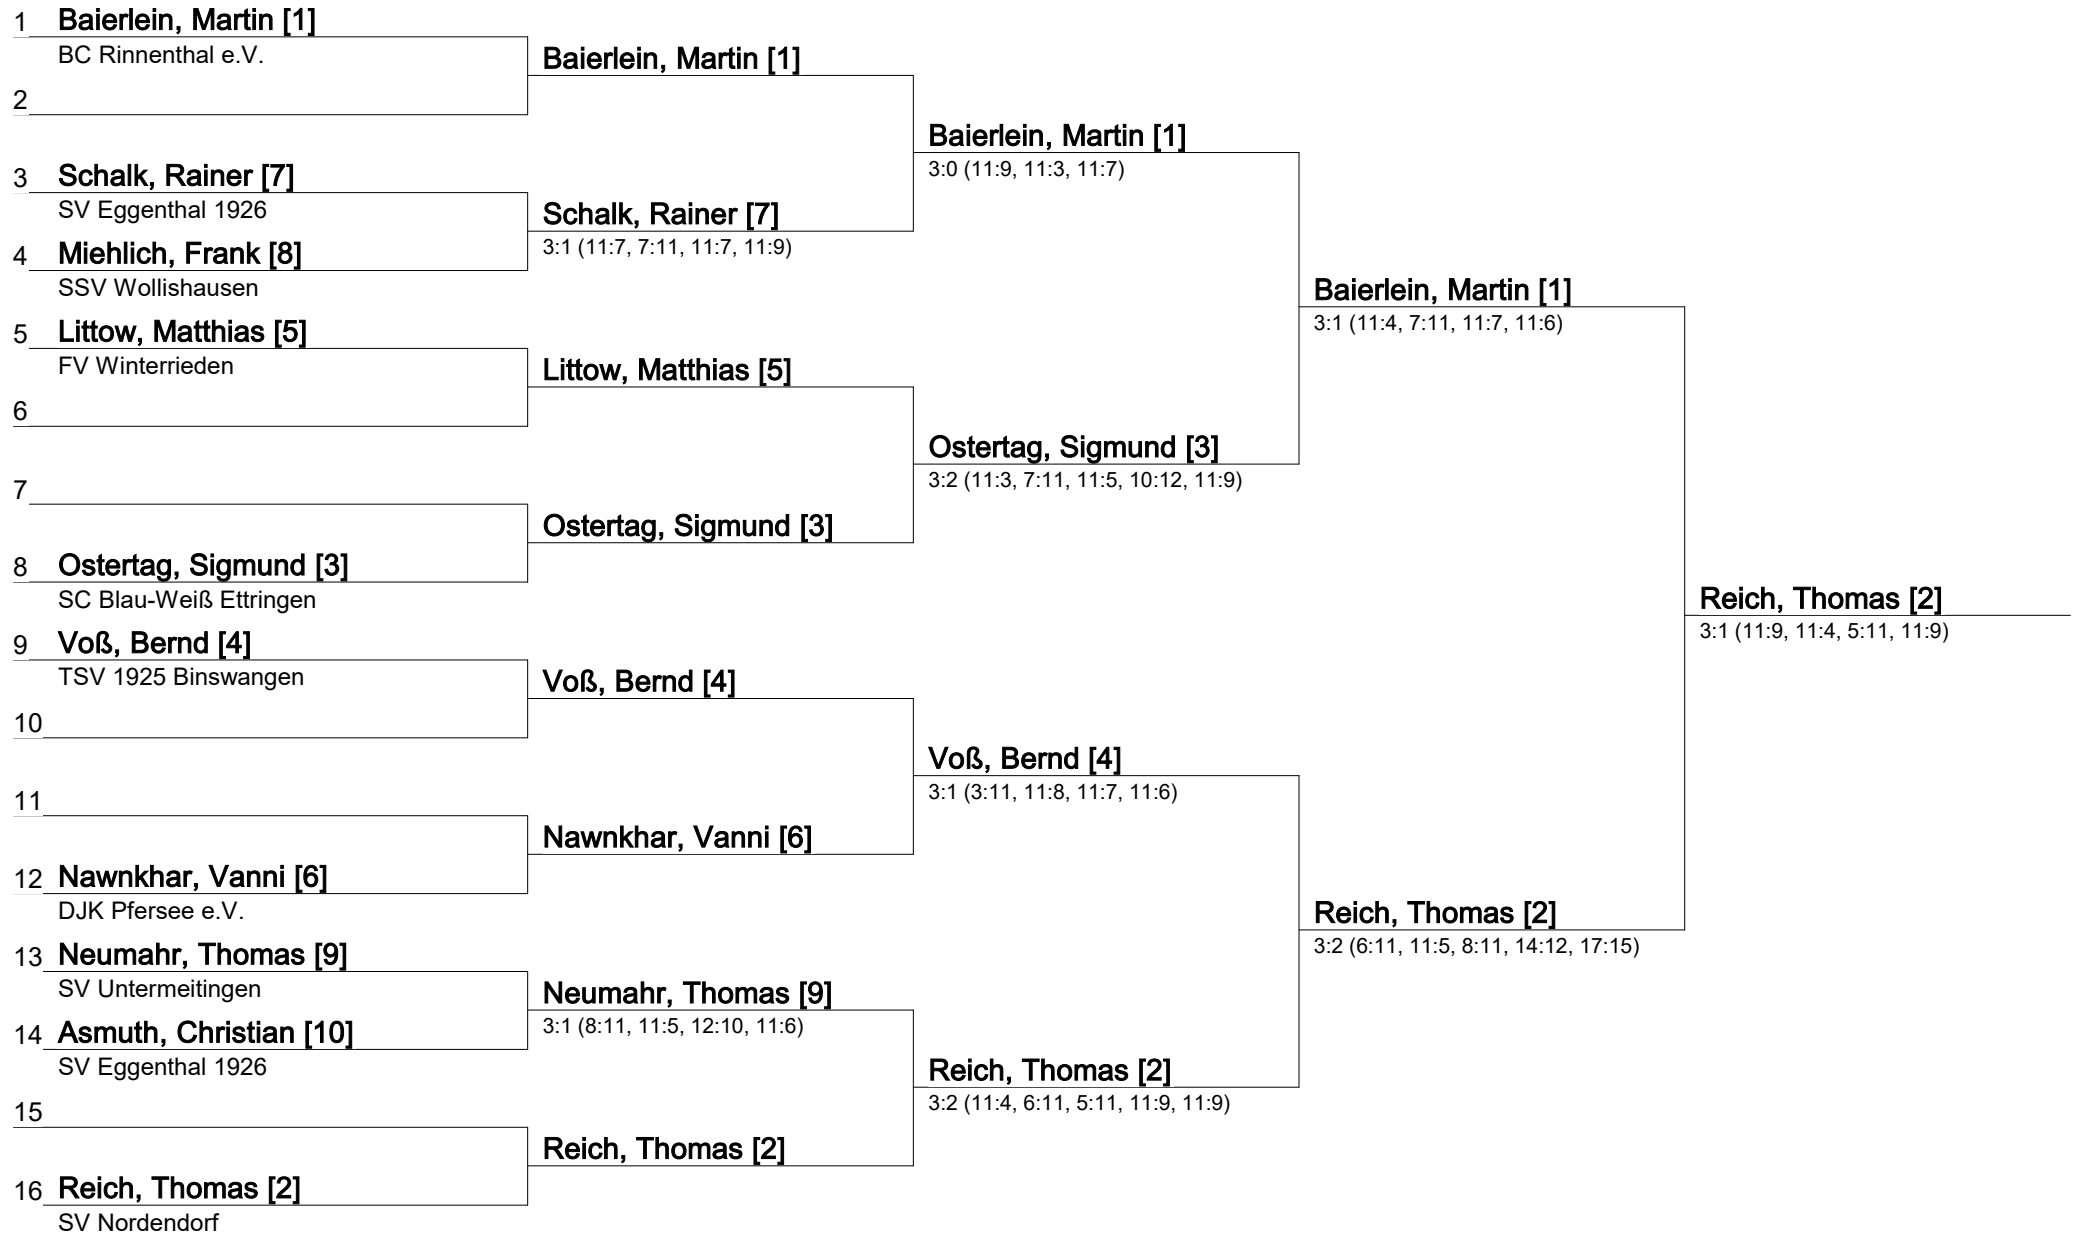 1 Baierlein, Martin [1]
BC Rinnenthal e.V.
2
3 Schalk, Rainer [7]
SV Eggenthal 1926
4 Miehlich, Frank [8]
SSV Wollishausen
5 Littow, Matthias [5]
FV Winterrieden
6
7
8 Ostertag, Sigmund [3]
SC Blau-Weiß Ettringen
9 Voß, Bernd [4]
TSV 1925 Binswangen
10
11
12 Nawnkhar, Vanni [6]
DJK Pfersee e.V.
13 Neumahr, Thomas [9]
SV Untermeitingen
14 Asmuth, Christian [10]
SV Eggenthal 1926
15
16 Reich, Thomas [2]
SV Nordendorf
Baierlein, Martin [1]
Schalk, Rainer [7]
3:1 (11:7, 7:11, 11:7, 11:9)
Littow, Matthias [5]
Ostertag, Sigmund [3]
Voß, Bernd [4]
Nawnkhar, Vanni [6]
Neumahr, Thomas [9]
3:1 (8:11, 11:5, 12:10, 11:6)
Reich, Thomas [2]
Baierlein, Martin [1]
3:0 (11:9, 11:3, 11:7)
Ostertag, Sigmund [3]
3:2 (11:3, 7:11, 11:5, 10:12, 11:9)
Voß, Bernd [4]
3:1 (3:11, 11:8, 11:7, 11:6)
Reich, Thomas [2]
3:2 (11:4, 6:11, 5:11, 11:9, 11:9)
Baierlein, Martin [1]
3:1 (11:4, 7:11, 11:7, 11:6)
Reich, Thomas [2]
3:2 (6:11, 11:5, 8:11, 14:12, 17:15)
Reich, Thomas [2]
3:1 (11:9, 11:4, 5:11, 11:9)